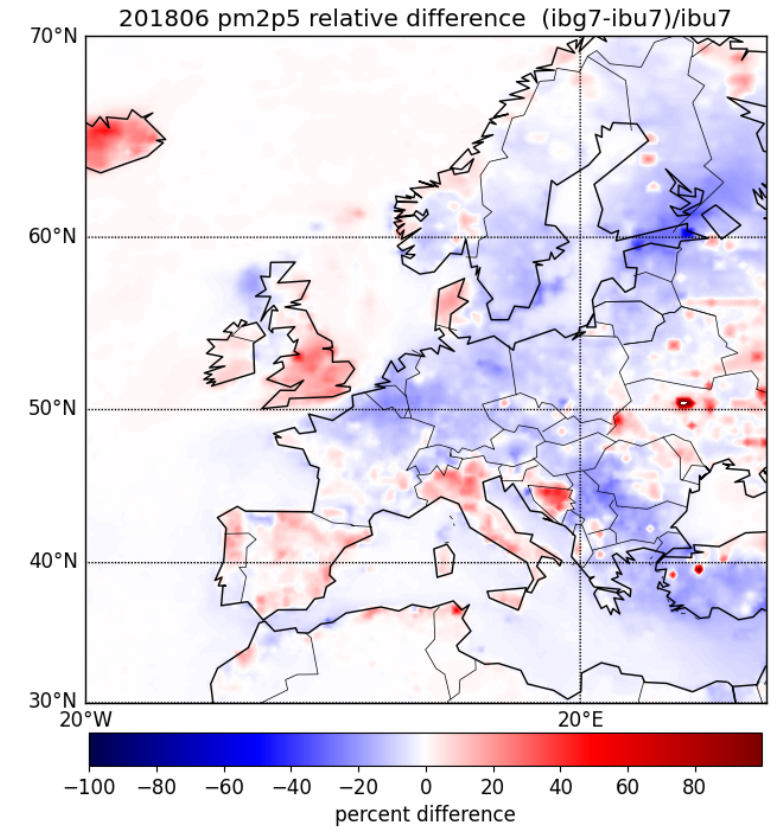 201806 pm2p5 relative difference  (ibg7-ibu7)/ibu7
70°N
60°N
50°N
40°N
30°N
20°W 20°E
−100 −80 −60 −40 −20 0 20 40 60 80
percent difference